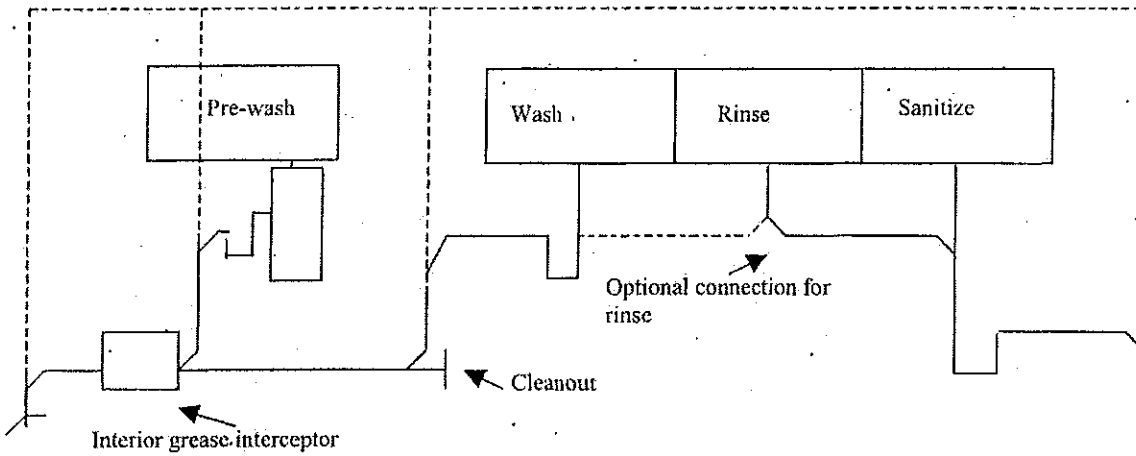 Pre-wash
Wash
Rinse
Sanitize
Optional connection for
rinse
Cleanout
Interior grease interceptor